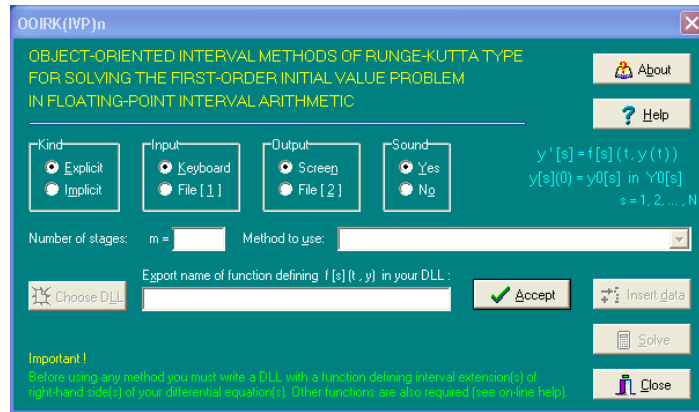 OOIRK(IVP)n
OBJECT-ORIENTED INTERVAL METHODS OF RUNGE-KUTTA TYPE
FOR SOLVING THE FIRST-ORDER INITIAL VALUE PROBLEM
IN FLOATING-POINT INTERVAL ARITHMETIC
About
Help
Kind
Explicit
Implicit
Input
Keyboard
File [ 1 ]
Output
Screen
File [ 2 ]
Sound
Yes
No
y ' [s] = f [s] ( t , y ( t ) )
y[s](0) = y0[s] in Y0[s]
s = 1, 2, ... , N
Number of stages: m =
Method to use:
Choose DLL
Export name of function defining f [s] (t , y) in your DLL :
Accept
Insert data
Solve
Important !
Before using any method you must write a DLL with a function defining interval extension(s) of
right-hand side(s) of your differential equation(s). Other functions are also required (see on-line help).
Close